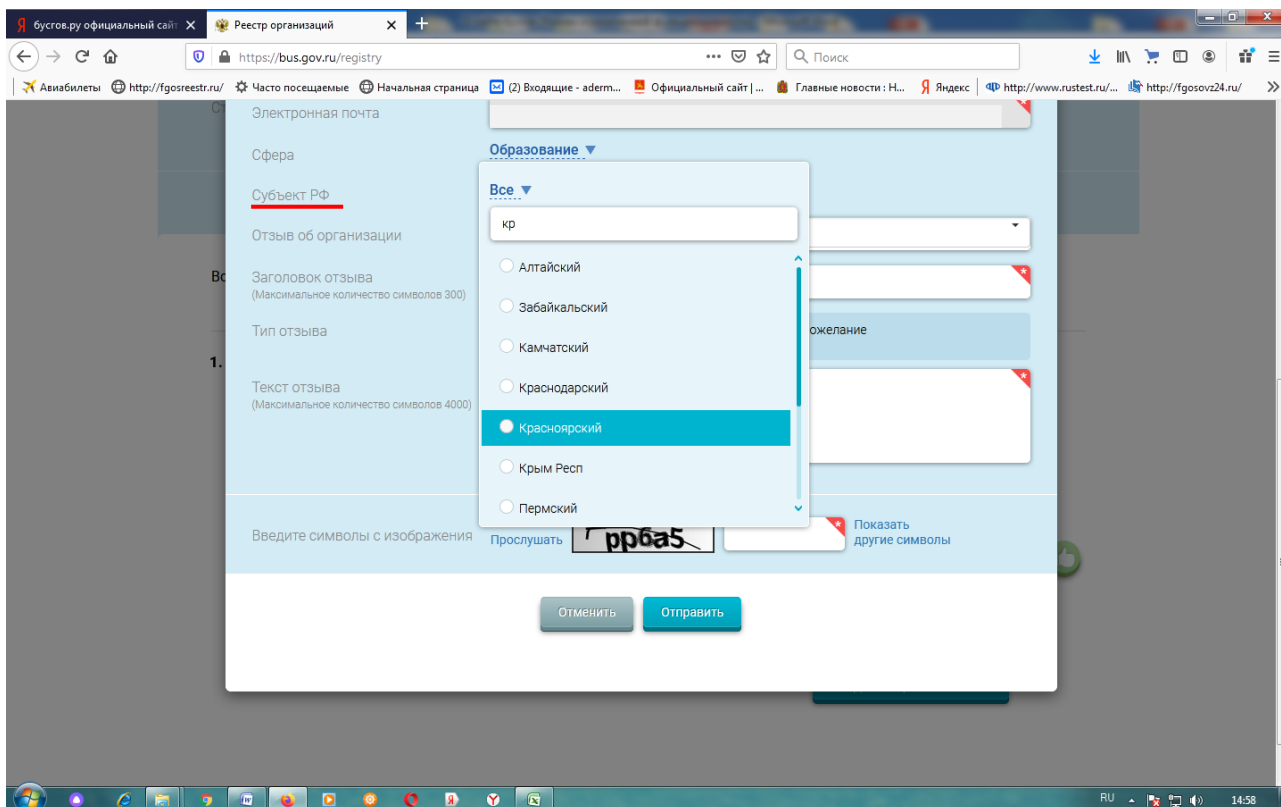 бусгов.ру официальный сайт
Реестр организаций
https://bus.gov.ru/registry
Поиск
Авиабилеты http://fgosreestr.ru/ Часто посещаемые Начальная страница (2) Входящие - aderm... Официальный сайт | ... Главные новости : Н... Яндекс http://www.rustest.ru/... http://fgosovz24.ru/
Электронная почта
Сфера Образование
Субъект РФ Все
кр
Отзыв об организации
Алтайский
Заголовок отзыва
(Максимальное количество символов 300)
Забайкальский
Тип отзыва
ожелание
Камчатский
1.
Текст отзыва
(Максимальное количество символов 4000)
Краснодарский
Красноярский
Крым Респ
Пермский
Введите символы с изображения Прослушать
pp6a5
Показать
другие символы
Отменить Отправить
RU 14:58